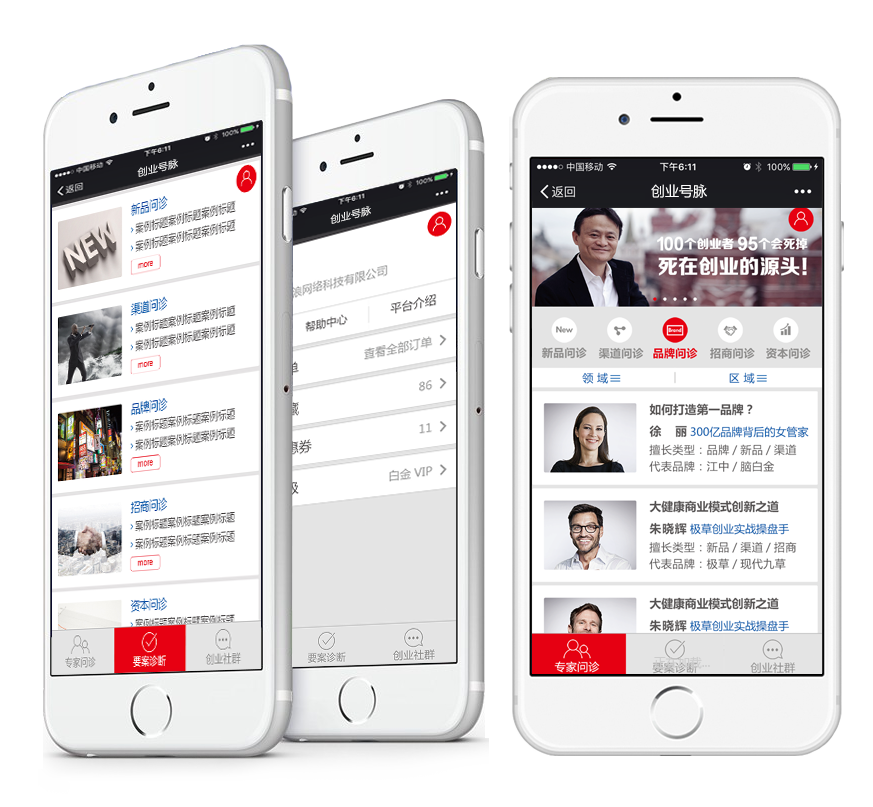 中国移动
下午6:11
100%
返回
创业号脉
新品问诊
› 案例标题案例标题案例标题
› 案例标题案例标题案例标题
more
NEW
渠道问诊
› 案例标题案例标题案例标题
› 案例标题案例标题案例标题
more
品牌问诊
› 案例标题案例标题案例标题
› 案例标题案例标题案例标题
more
招商问诊
› 案例标题案例标题案例标题
› 案例标题案例标题案例标题
more
资本问诊
› 案例标题案例标题案例标题
专家问诊 要案诊断 创业社群
下午6:11
100%
创业号脉
浪网络科技有限公司
帮助中心 平台介绍
单 查看全部订单
86
惠券 11
级 白金 VIP
要案诊断 创业社群
中国移动 下午6:11 100%
返回 创业号脉
100个创业者 95个会死掉
死在创业的源头!
New Brand
新品问诊 渠道问诊 品牌问诊 招商问诊 资本问诊
领 域 区 域
如何打造第一品牌？
徐 丽 300亿品牌背后的女管家
擅长类型：品牌 / 新品 / 渠道
代表品牌：江中 / 脑白金
大健康商业模式创新之道
朱晓辉 极草创业实战操盘手
擅长类型：新品 / 渠道 / 招商
代表品牌：极草 / 现代九草
大健康商业模式创新之道
朱晓辉 极草创业实战操盘手
专家问诊 要案诊断 创业社群